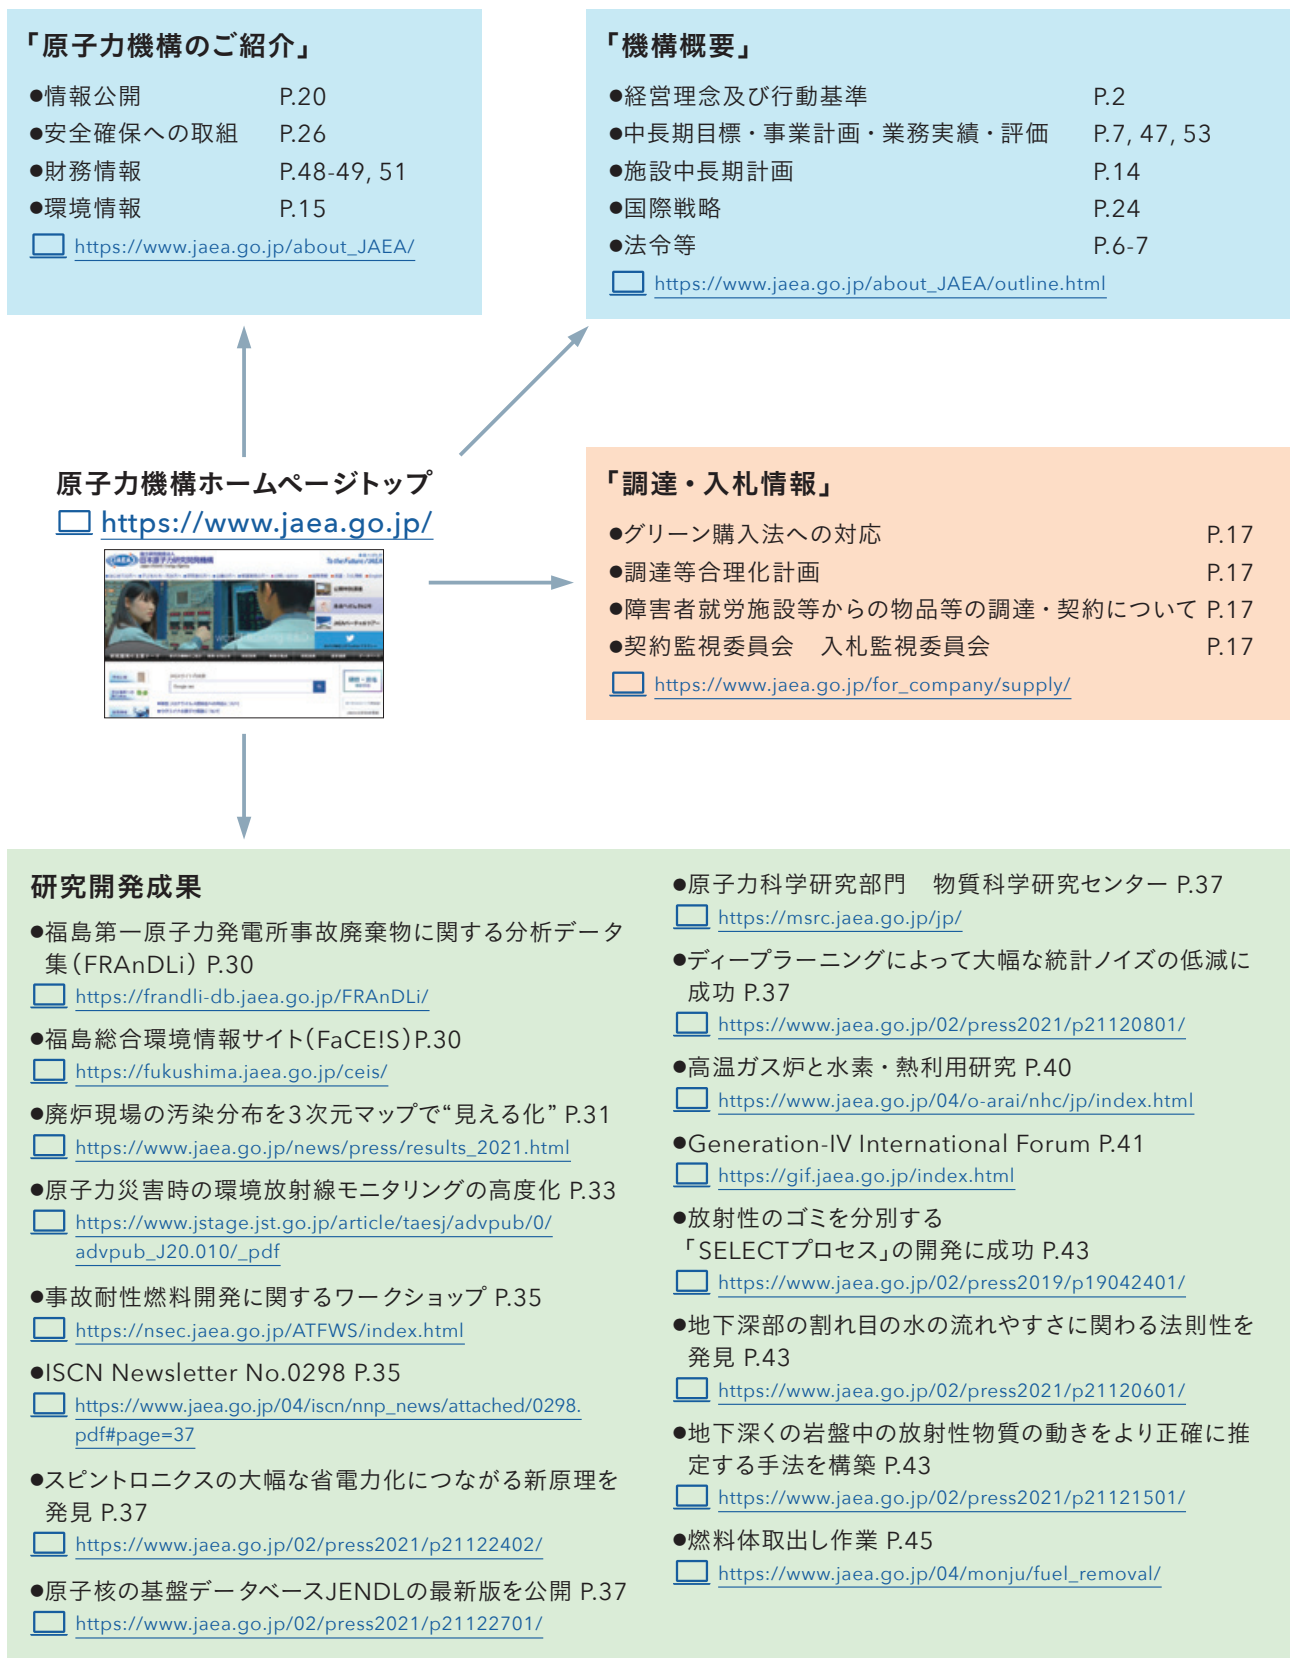 「原子力機構のご紹介」
●情報公開 P.20
●安全確保への取組 P.26
●財務情報 P.48-49, 51
●環境情報 P.15
https://www.jaea.go.jp/about_JAEA/
「機構概要」
●経営理念及び行動基準 P.2
●中長期目標・事業計画・業務実績・評価 P.7, 47, 53
●施設中長期計画 P.14
●国際戦略 P.24
●法令等 P.6-7
https://www.jaea.go.jp/about_JAEA/outline.html
原子力機構ホームページトップ
https://www.jaea.go.jp/
「調達・入札情報」
●グリーン購入法への対応 P.17
●調達等合理化計画 P.17
●障害者就労施設等からの物品等の調達・契約について P.17
●契約監視委員会　入札監視委員会 P.17
https://www.jaea.go.jp/for_company/supply/
研究開発成果
●福島第一原子力発電所事故廃棄物に関する分析データ
集（FRAnDLi） P.30
https://frandli-db.jaea.go.jp/FRAnDLi/
●福島総合環境情報サイト（FaCE!S）P.30
https://fukushima.jaea.go.jp/ceis/
●廃炉現場の汚染分布を3次元マップで“見える化” P.31
https://www.jaea.go.jp/news/press/results_2021.html
●原子力災害時の環境放射線モニタリングの高度化 P.33
https://www.jstage.jst.go.jp/article/taesj/advpub/0/
advpub_J20.010/_pdf
●事故耐性燃料開発に関するワークショップ P.35
https://nsec.jaea.go.jp/ATFWS/index.html
●ISCN Newsletter No.0298 P.35
https://www.jaea.go.jp/04/iscn/nnp_news/attached/0298.
pdf#page=37
●スピントロニクスの大幅な省電力化につながる新原理を
発見 P.37
https://www.jaea.go.jp/02/press2021/p21122402/
●原子核の基盤データベースJENDLの最新版を公開 P.37
https://www.jaea.go.jp/02/press2021/p21122701/
●原子力科学研究部門　物質科学研究センター P.37
https://msrc.jaea.go.jp/jp/
●ディープラーニングによって大幅な統計ノイズの低減に
成功 P.37
https://www.jaea.go.jp/02/press2021/p21120801/
●高温ガス炉と水素・熱利用研究 P.40
https://www.jaea.go.jp/04/o-arai/nhc/jp/index.html
●Generation-IV International Forum P.41
https://gif.jaea.go.jp/index.html
●放射性のゴミを分別する
「SELECTプロセス」の開発に成功 P.43
https://www.jaea.go.jp/02/press2019/p19042401/
●地下深部の割れ目の水の流れやすさに関わる法則性を
発見 P.43
https://www.jaea.go.jp/02/press2021/p21120601/
●地下深くの岩盤中の放射性物質の動きをより正確に推
定する手法を構築 P.43
https://www.jaea.go.jp/02/press2021/p21121501/
●燃料体取出し作業 P.45
https://www.jaea.go.jp/04/monju/fuel_removal/